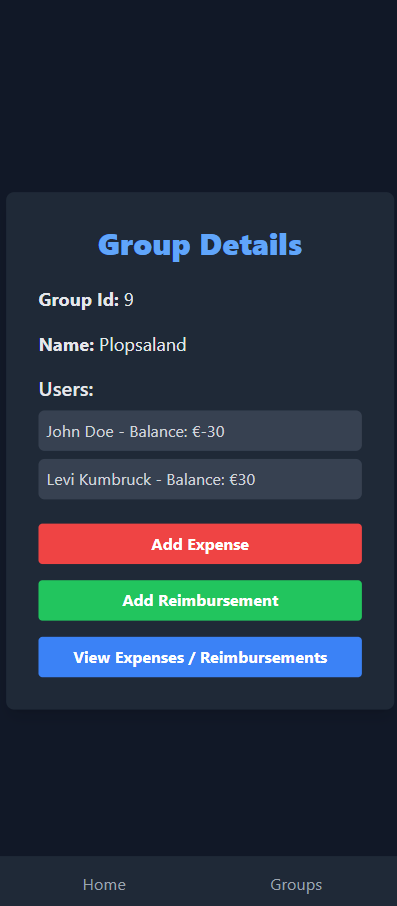 Group Details
Group Id: 9
Name: Plopsaland
Users:
John Doe - Balance: €-30
Levi Kumbruck - Balance: €30
Add Expense
Add Reimbursement
View Expenses / Reimbursements
Home Groups